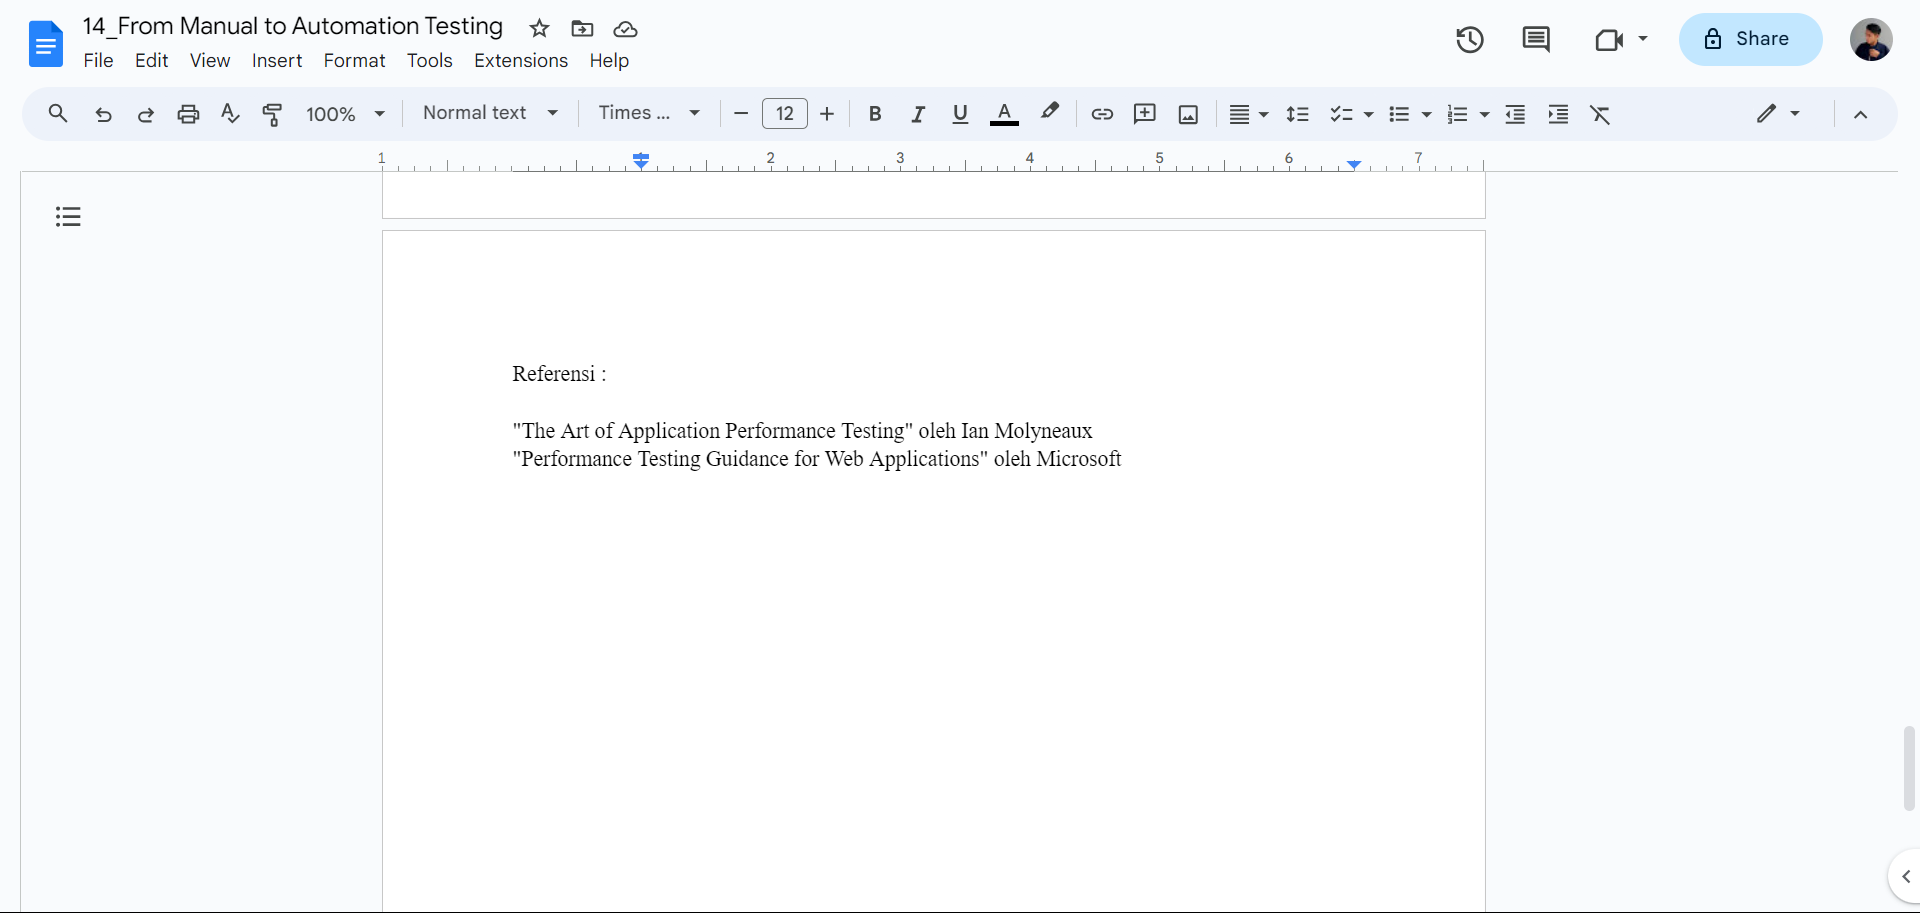 14_From Manual to Automation Testing
File Edit View Insert Format Tools Extensions Help
Share
100% Normal text Times ... 12 B I U A
1 1 2 3 4 5 6 7
Referensi :
"The Art of Application Performance Testing" oleh Ian Molyneaux
"Performance Testing Guidance for Web Applications" oleh Microsoft